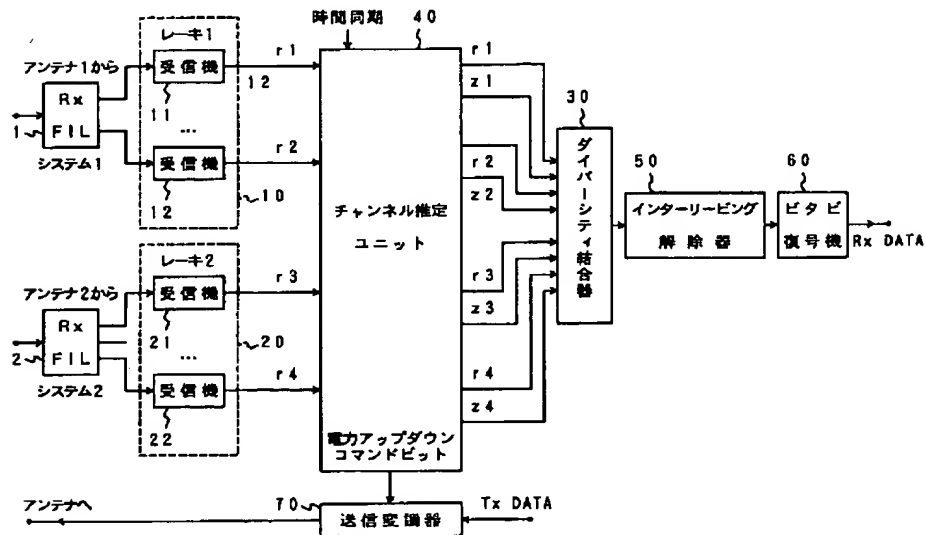 時間同期
40
レーキ1
アンテナ1から
Rx
FIL
1
システム1
受信機
11
...
受信機
12
10
r1
12
r2
レーキ2
アンテナ2から
Rx
FIL
2
システム2
受信機
21
...
受信機
22
20
r3
r4
チャンネル推定
ユニット
電力アップダウン
コマンドビット
r1
z1
r2
z2
r3
z3
r4
z4
30
ダイバーシティ結合器
50
インターリービング
解除器
60
ビタビ
復号機
Rx DATA
アンテナへ
70
送信変調器
Tx DATA